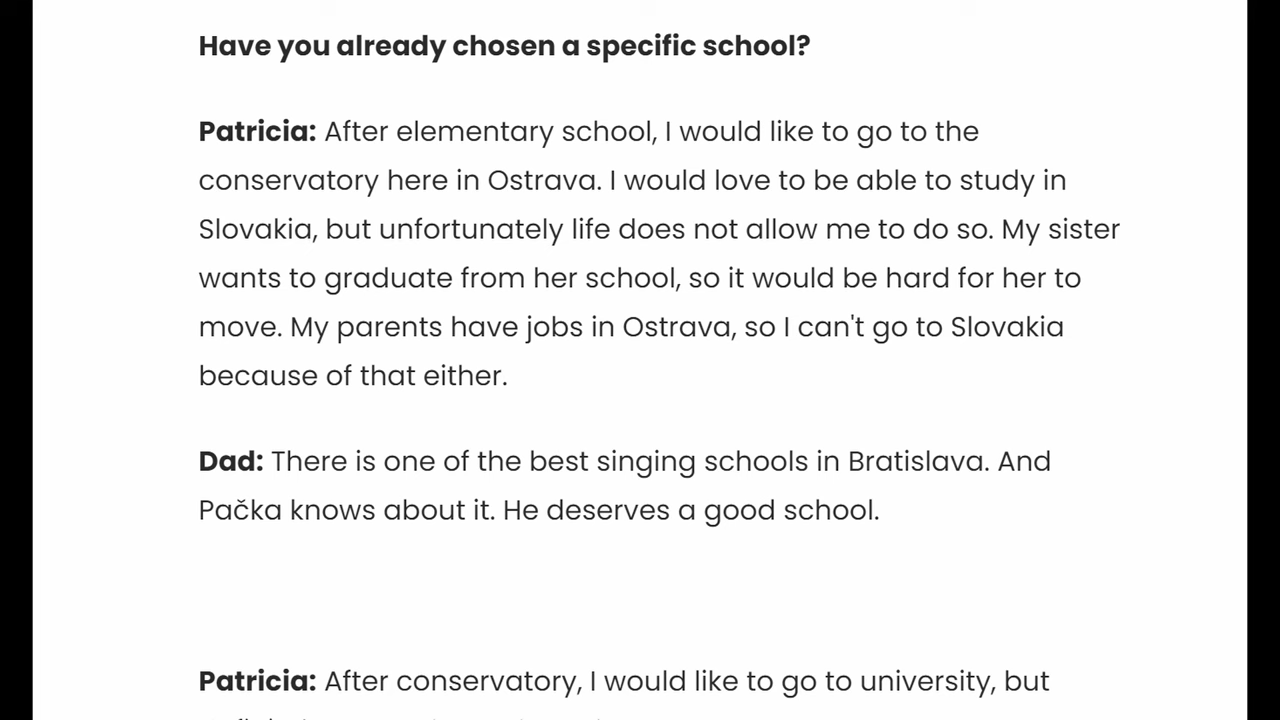 Have you already chosen a specific school?
Patricia: After elementary school, I would like to go to the
conservatory here in Ostrava. I would love to be able to study in
Slovakia, but unfortunately life does not allow me to do so. My sister
wants to graduate from her school, so it would be hard for her to
move. My parents have jobs in Ostrava, so I can't go to Slovakia
because of that either.
Dad: There is one of the best singing schools in Bratislava. And
Pačka knows about it. He deserves a good school.
Patricia: After conservatory, I would like to go to university, but